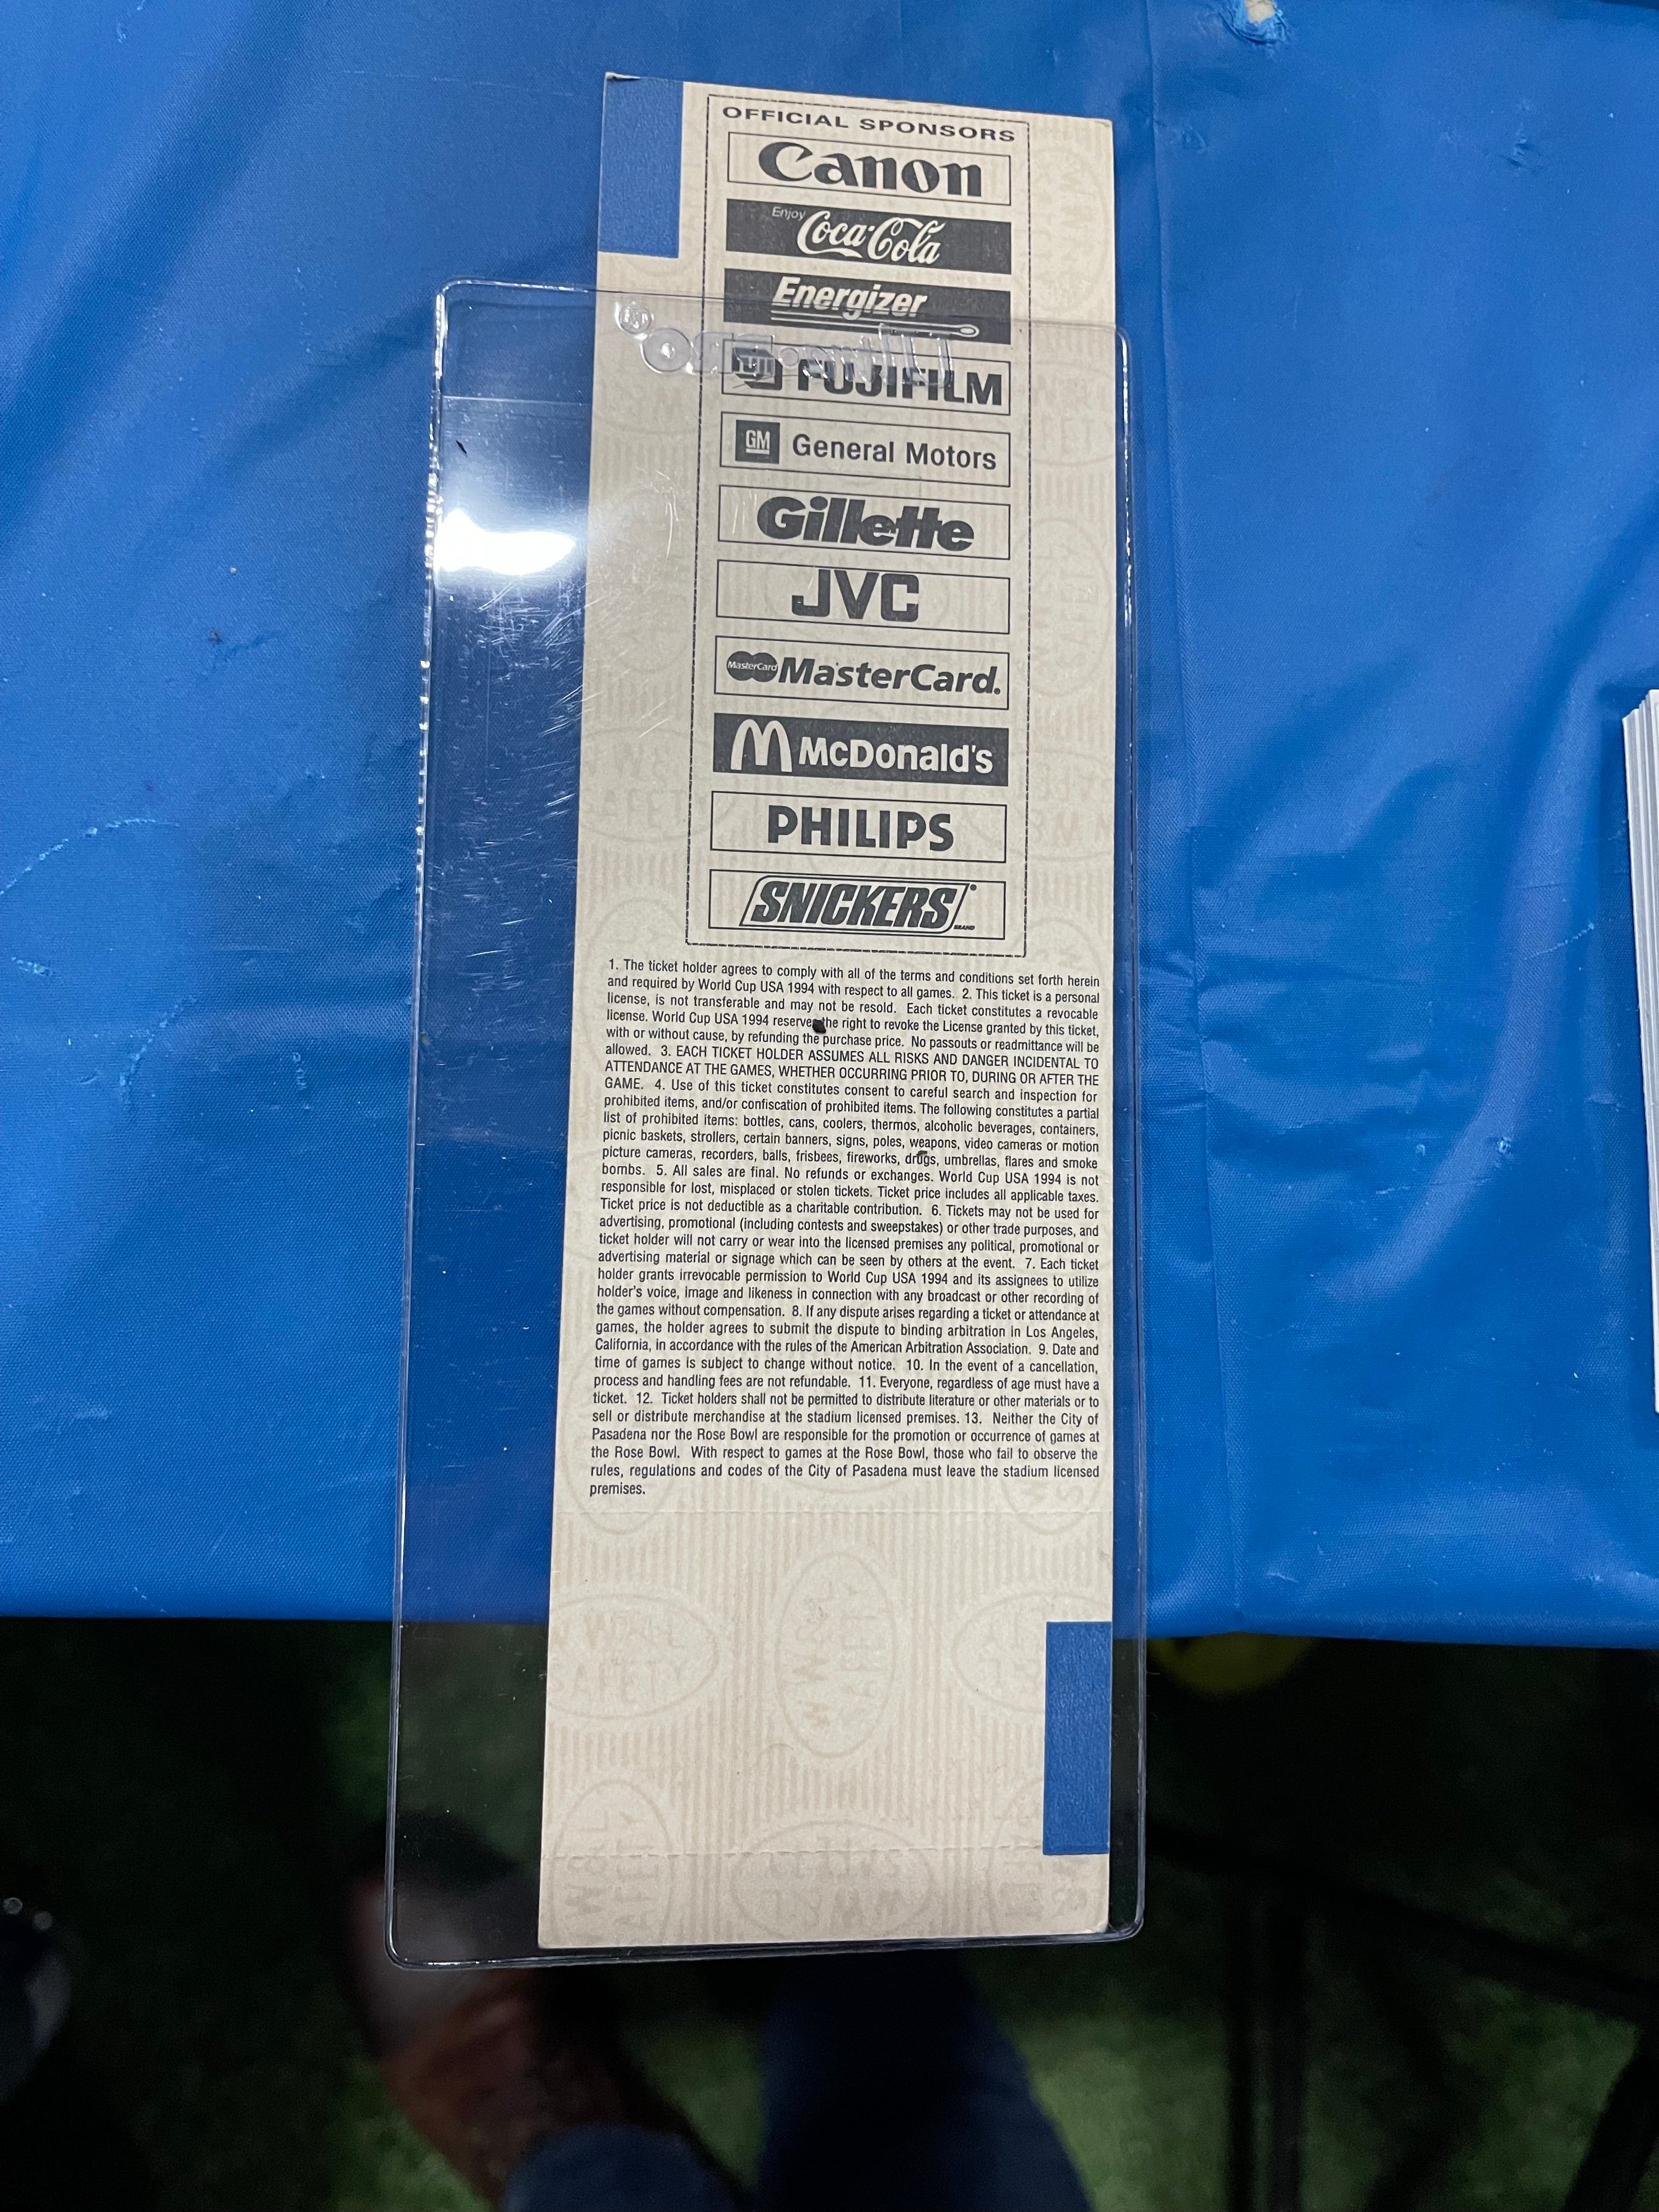 OFFICIAL SPONSORS
Canon
Enjoy
Coca-Cola
Energizer
FUJI FUJIFILM
GM General Motors
Gillette
JVC
MasterCard MasterCard.
McDonald's
PHILIPS
SNICKERS®
BRAND
1. The ticket holder agrees to comply with all of the terms and conditions set forth herein
and required by World Cup USA 1994 with respect to all games. 2. This ticket is a personal
license, is not transferable and may not be resold. Each ticket constitutes a revocable
license. World Cup USA 1994 reserves the right to revoke the License granted by this ticket,
with or without cause, by refunding the purchase price. No passouts or readmittance will be
allowed. 3. EACH TICKET HOLDER ASSUMES ALL RISKS AND DANGER INCIDENTAL TO
ATTENDANCE AT THE GAMES, WHETHER OCCURRING PRIOR TO, DURING OR AFTER THE
GAME. 4. Use of this ticket constitutes consent to careful search and inspection for
prohibited items, and/or confiscation of prohibited items. The following constitutes a partial
list of prohibited items: bottles, cans, coolers, thermos, alcoholic beverages, containers,
picnic baskets, strollers, certain banners, signs, poles, weapons, video cameras or motion
picture cameras, recorders, balls, frisbees, fireworks, drugs, umbrellas, flares and smoke
bombs. 5. All sales are final. No refunds or exchanges. World Cup USA 1994 is not
responsible for lost, misplaced or stolen tickets. Ticket price includes all applicable taxes.
Ticket price is not deductible as a charitable contribution. 6. Tickets may not be used for
advertising, promotional (including contests and sweepstakes) or other trade purposes, and
ticket holder will not carry or wear into the licensed premises any political, promotional or
advertising material or signage which can be seen by others at the event. 7. Each ticket
holder grants irrevocable permission to World Cup USA 1994 and its assignees to utilize
holder's voice, image and likeness in connection with any broadcast or other recording of
the games without compensation. 8. If any dispute arises regarding a ticket or attendance at
games, the holder agrees to submit the dispute to binding arbitration in Los Angeles,
California, in accordance with the rules of the American Arbitration Association. 9. Date and
time of games is subject to change without notice. 10. In the event of a cancellation,
process and handling fees are not refundable. 11. Everyone, regardless of age must have a
ticket. 12. Ticket holders shall not be permitted to distribute literature or other materials or to
sell or distribute merchandise at the stadium licensed premises. 13. Neither the City of
Pasadena nor the Rose Bowl are responsible for the promotion or occurrence of games at
the Rose Bowl. With respect to games at the Rose Bowl, those who fail to observe the
rules, regulations and codes of the City of Pasadena must leave the stadium licensed
premises.